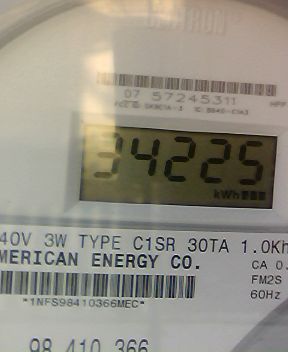 07 57245311
34225
kWh
40V 3W TYPE C1SR 30TA 1.0Kh
MERICAN ENERGY CO.
CA 0.
FM2S
60Hz
*1NFS98410366MEC*
98 410 366